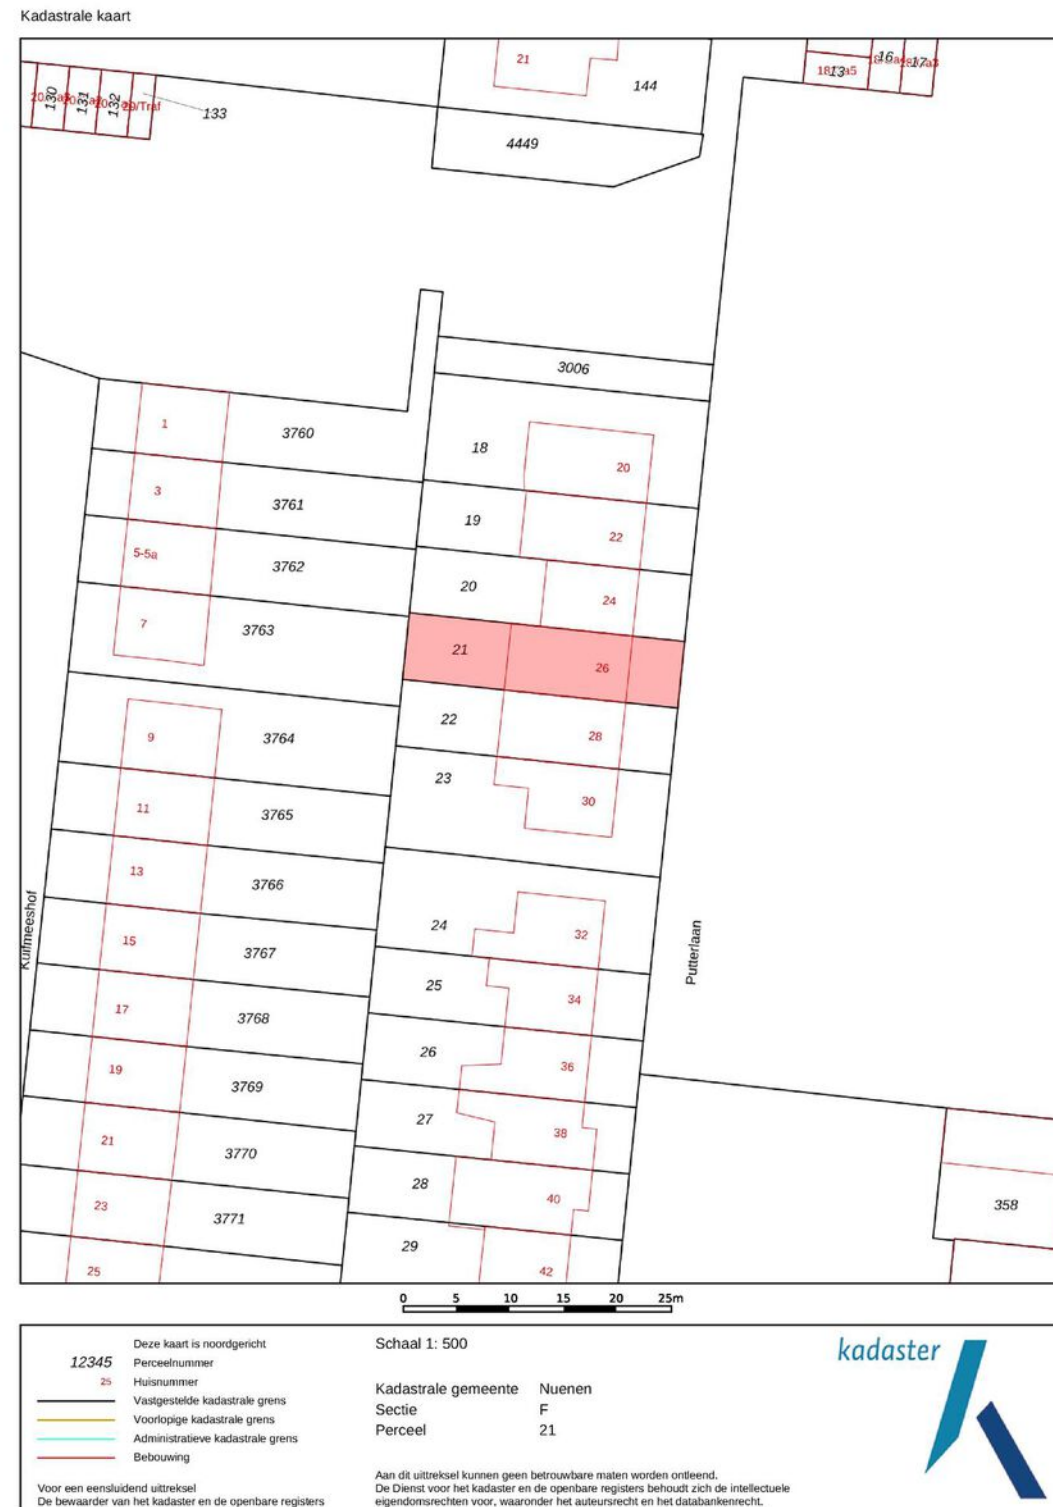 Kadastrale kaart
21
16
17
13
144
130
131
132
29/Traf
133
4449
3006
1
3760
18
20
3
3761
19
22
5-5a
3762
20
24
7
3763
21
26
22
28
9
3764
23
30
11
3765
13
3766
24
32
15
3767
25
34
Kuifmeeshof
Putterlaan
17
3768
26
36
19
3769
27
38
21
3770
28
40
23
3771
29
358
25
42
0 5 10 15 20 25m
Deze kaart is noordgericht
12345 Perceelnummer
25 Huisnummer
Vastgestelde kadastrale grens
Voorlopige kadastrale grens
Administratieve kadastrale grens
Bebouwing
Voor een eensluidend uittreksel
De bewaarder van het kadaster en de openbare registers
Schaal 1: 500
Kadastrale gemeente Nuenen
Sectie F
Perceel 21
Aan dit uittreksel kunnen geen betrouwbare maten worden ontleend.
De Dienst voor het kadaster en de openbare registers behoudt zich de intellectuele
eigendomsrechten voor, waaronder het auteursrecht en het databankenrecht.
kadaster